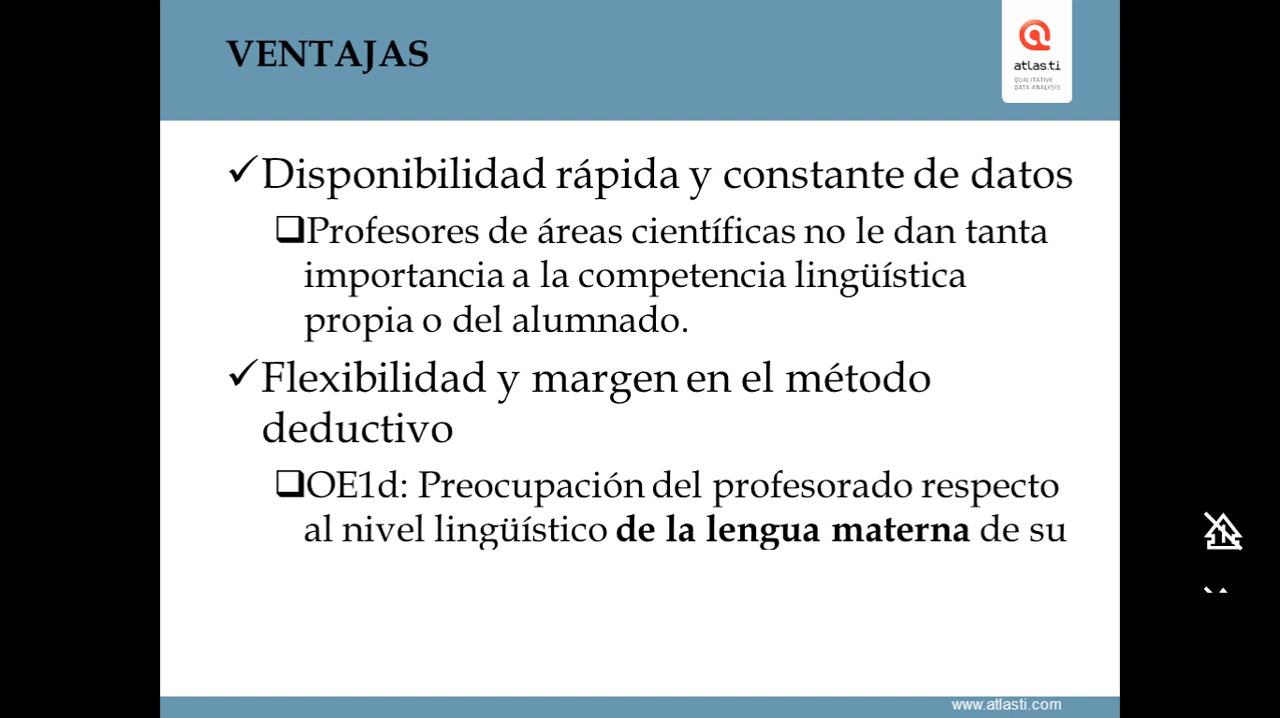 VENTAJAS
atlas.ti
QUALITATIVE
DATA ANALYSIS
Disponibilidad rápida y constante de datos
Profesores de áreas científicas no le dan tanta
importancia a la competencia lingüística
propia o del alumnado.
Flexibilidad y margen en el método
deductivo
OE1d: Preocupación del profesorado respecto
al nivel lingüístico de la lengua materna de su
www.atlasti.com